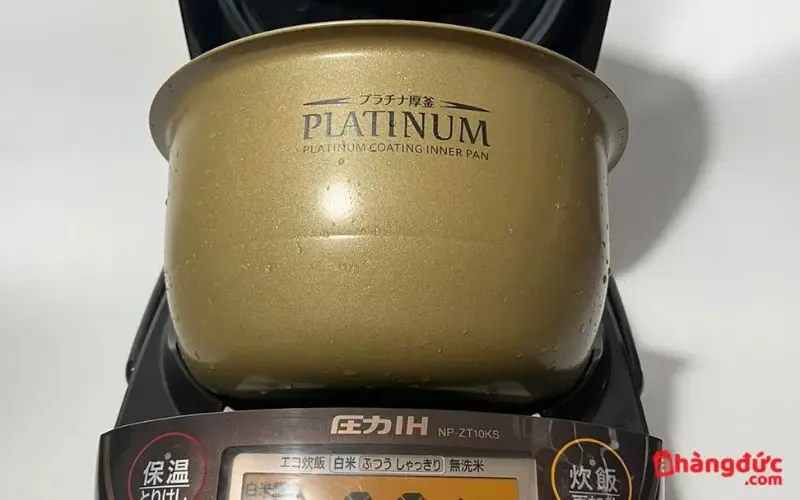 プラチナ厚釜
PLATINUM
PLATINUM COATING INNER PAN
圧力IH NP-ZT10KS
保温
とりけし
エコ炊飯 白米 ふつう しゃっきり 無洗米
白米
炊飯
hàngđức
.com